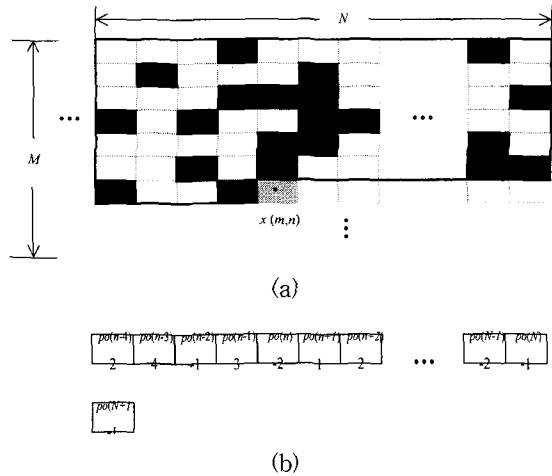 N
M
...
...
x (m,n)
(a)
po(n-4) po(n-3) po(n-2) po(n-1) po(n) po(n+1) po(n+2) ... po(N-1) po(N)
2 -4 -1 3 -2 1 2 -2 -1
po(N+1)
-1
(b)